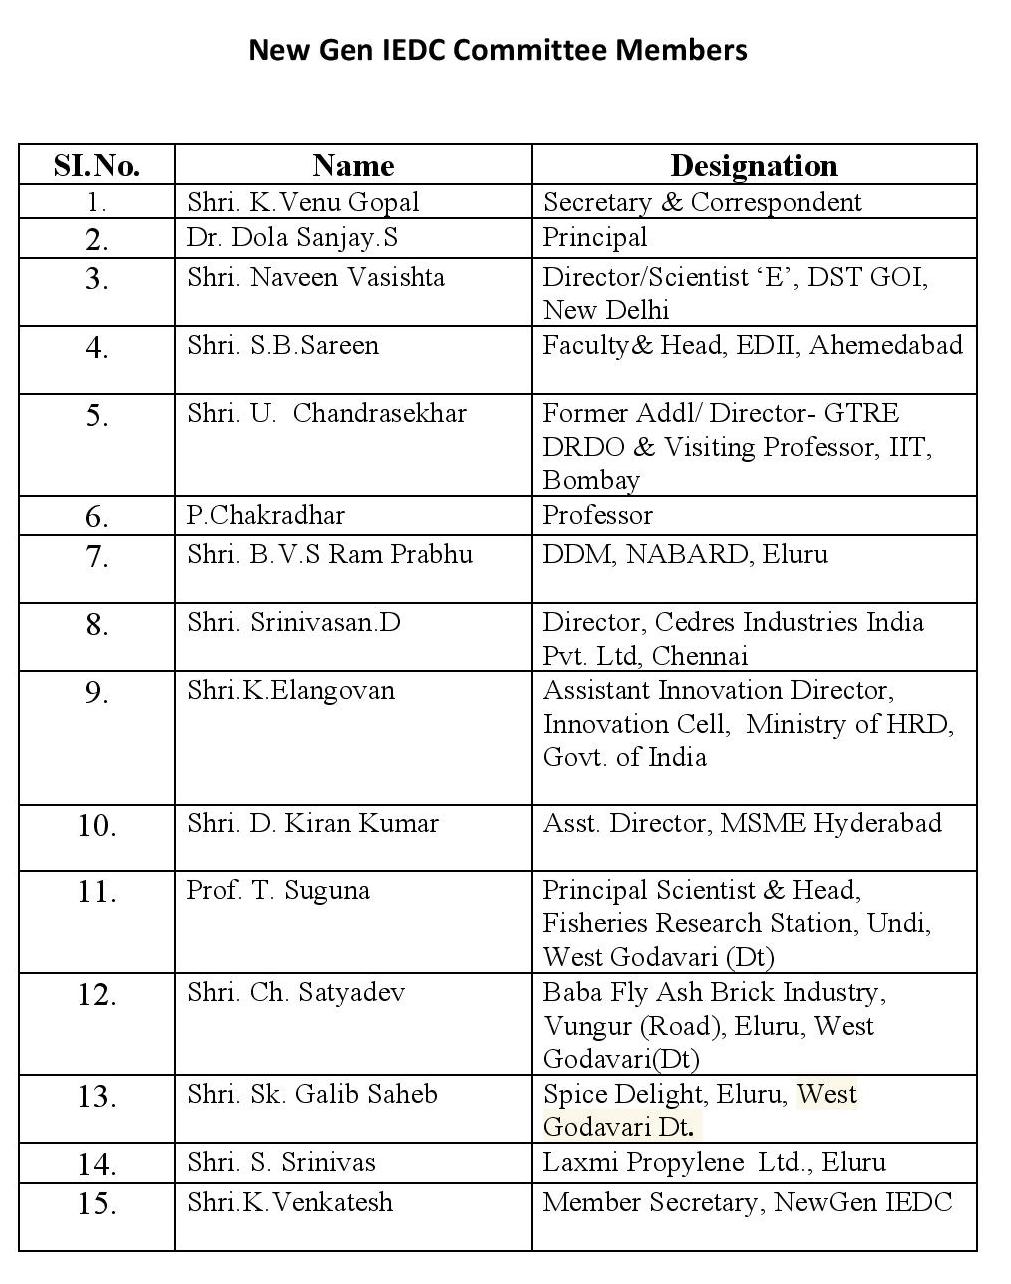 New Gen IEDC Committee Members
SI.No. Name Designation
1. Shri. K.Venu Gopal Secretary & Correspondent
2. Dr. Dola Sanjay.S Principal
3. Shri. Naveen Vasishta Director/Scientist ‘E’, DST GOI,
New Delhi
4. Shri. S.B.Sareen Faculty& Head, EDII, Ahemedabad
5. Shri. U. Chandrasekhar Former Addl/ Director- GTRE
DRDO & Visiting Professor, IIT,
Bombay
6. P.Chakradhar Professor
7. Shri. B.V.S Ram Prabhu DDM, NABARD, Eluru
8. Shri. Srinivasan.D Director, Cedres Industries India
Pvt. Ltd, Chennai
9. Shri.K.Elangovan Assistant Innovation Director,
Innovation Cell, Ministry of HRD,
Govt. of India
10. Shri. D. Kiran Kumar Asst. Director, MSME Hyderabad
11. Prof. T. Suguna Principal Scientist & Head,
Fisheries Research Station, Undi,
West Godavari (Dt)
12. Shri. Ch. Satyadev Baba Fly Ash Brick Industry,
Vungur (Road), Eluru, West
Godavari(Dt)
13. Shri. Sk. Galib Saheb Spice Delight, Eluru, West
Godavari Dt.
14. Shri. S. Srinivas Laxmi Propylene Ltd., Eluru
15. Shri.K.Venkatesh Member Secretary, NewGen IEDC